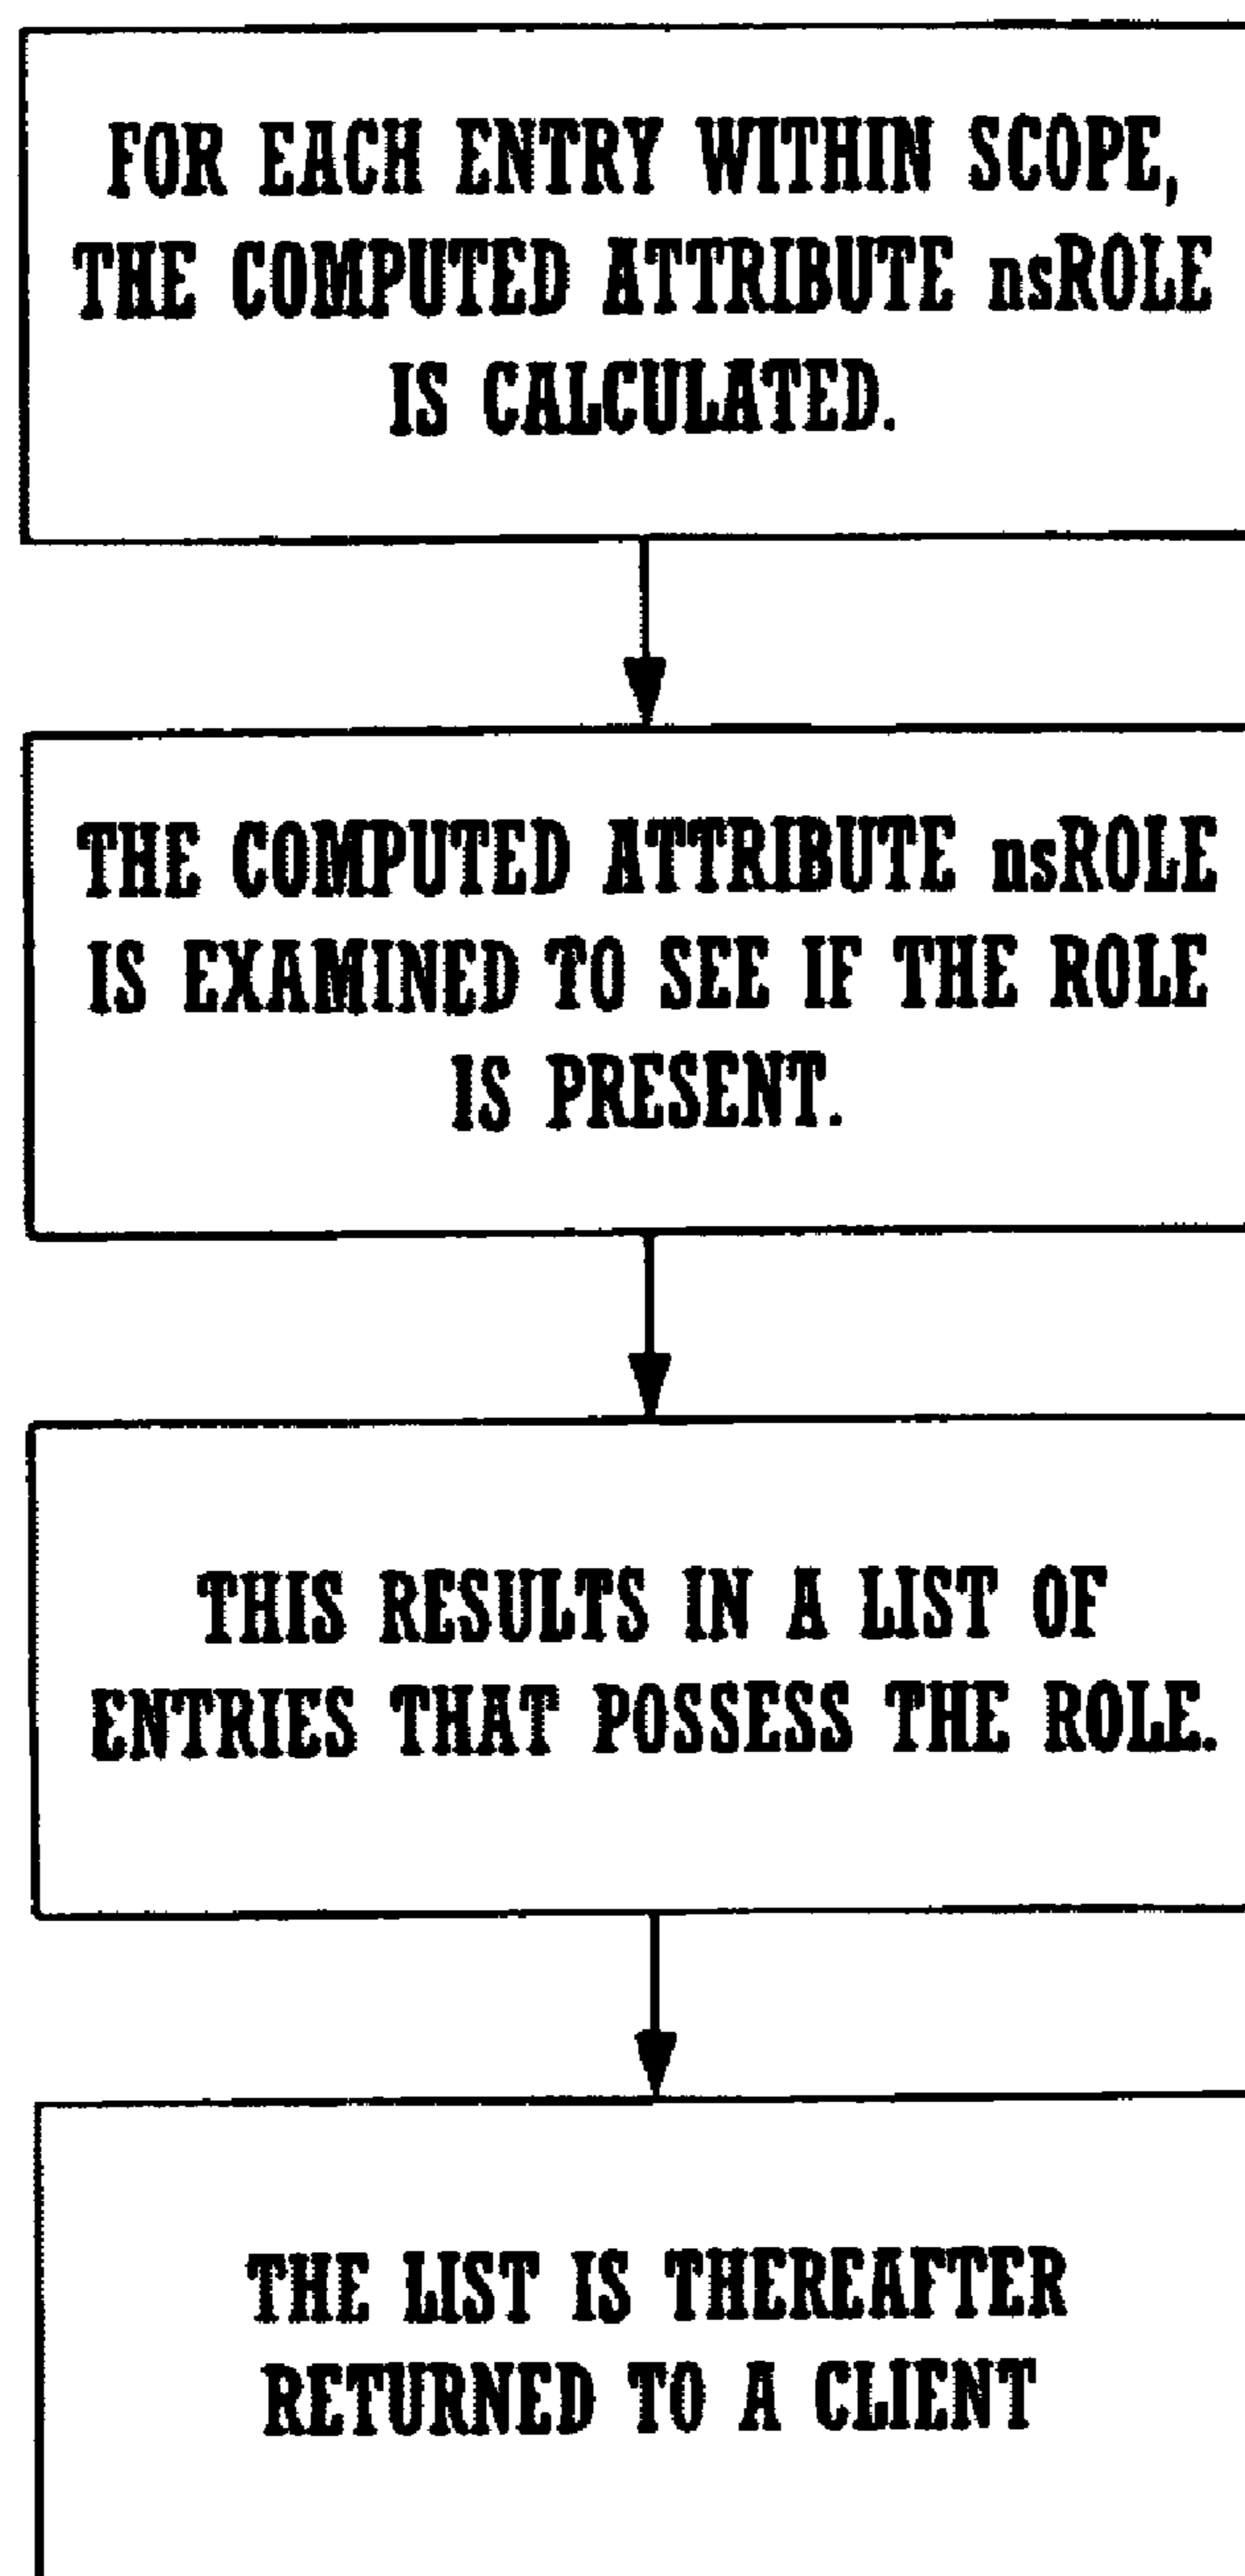 FOR EACH ENTRY WITHIN SCOPE,
THE COMPUTED ATTRIBUTE nsROLE
IS CALCULATED.
THE COMPUTED ATTRIBUTE nsROLE
IS EXAMINED TO SEE IF THE ROLE
IS PRESENT.
THIS RESULTS IN A LIST OF
ENTRIES THAT POSSESS THE ROLE.
THE LIST IS THEREAFTER
RETURNED TO A CLIENT